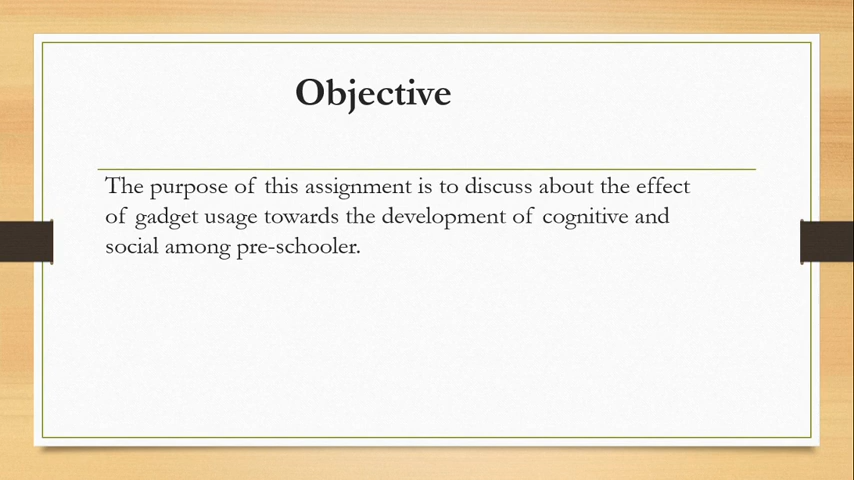 Objective
The purpose of this assignment is to discuss about the effect
of gadget usage towards the development of cognitive and
social among pre-schooler.